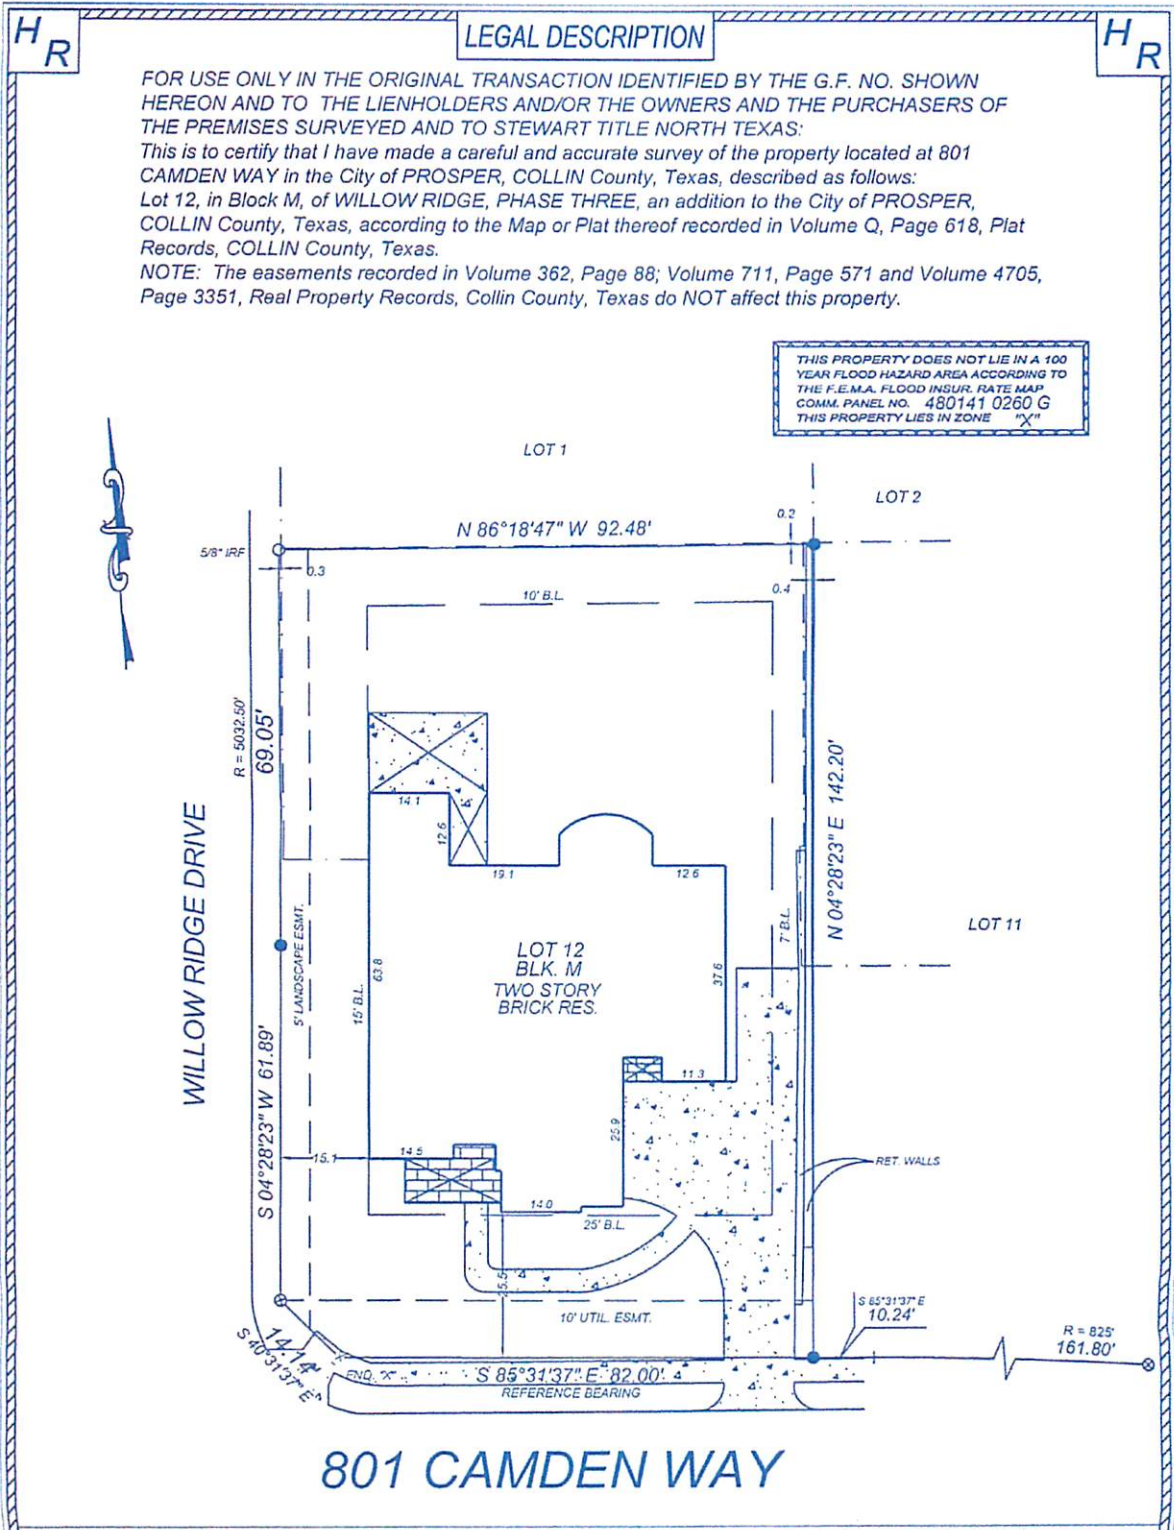 H R
LEGAL DESCRIPTION
H R
FOR USE ONLY IN THE ORIGINAL TRANSACTION IDENTIFIED BY THE G.F. NO. SHOWN
HEREON AND TO THE LIENHOLDERS AND/OR THE OWNERS AND THE PURCHASERS OF
THE PREMISES SURVEYED AND TO STEWART TITLE NORTH TEXAS:
This is to certify that I have made a careful and accurate survey of the property located at 801
CAMDEN WAY in the City of PROSPER, COLLIN County, Texas, described as follows:
Lot 12, in Block M, of WILLOW RIDGE, PHASE THREE, an addition to the City of PROSPER,
COLLIN County, Texas, according to the Map or Plat thereof recorded in Volume Q, Page 618, Plat
Records, COLLIN County, Texas.
NOTE: The easements recorded in Volume 362, Page 88; Volume 711, Page 571 and Volume 4705,
Page 3351, Real Property Records, Collin County, Texas do NOT affect this property.
THIS PROPERTY DOES NOT LIE IN A 100
YEAR FLOOD HAZARD AREA ACCORDING TO
THE F.E.M.A. FLOOD INSUR. RATE MAP
COMM. PANEL NO. 480141 0260 G
THIS PROPERTY LIES IN ZONE "X"
LOT 1
LOT 2
0.2
N 86°18'47" W 92.48'
5/8" IRF
0.3
0.4
10' B.L.
R = 5032.50'
69.05'
14.1
12.6
19.1
12.6
N 04°28'23" E 142.20'
WILLOW RIDGE DRIVE
5' LANDSCAPE ESMT.
15' B.L.
63.8
LOT 12
BLK. M
TWO STORY
BRICK RES.
37.6
7' B.L.
LOT 11
S 04°28'23" W 61.89'
11.3
25.9
15.1
14.5
RET. WALLS
14.0
25' B.L.
25.5
10' UTIL. ESMT.
S 85°31'37" E
10.24'
R = 825'
161.80'
14.14'
S 40°31'37" E
FND. "X"
S 85°31'37" E 82.00'
REFERENCE BEARING
801 CAMDEN WAY